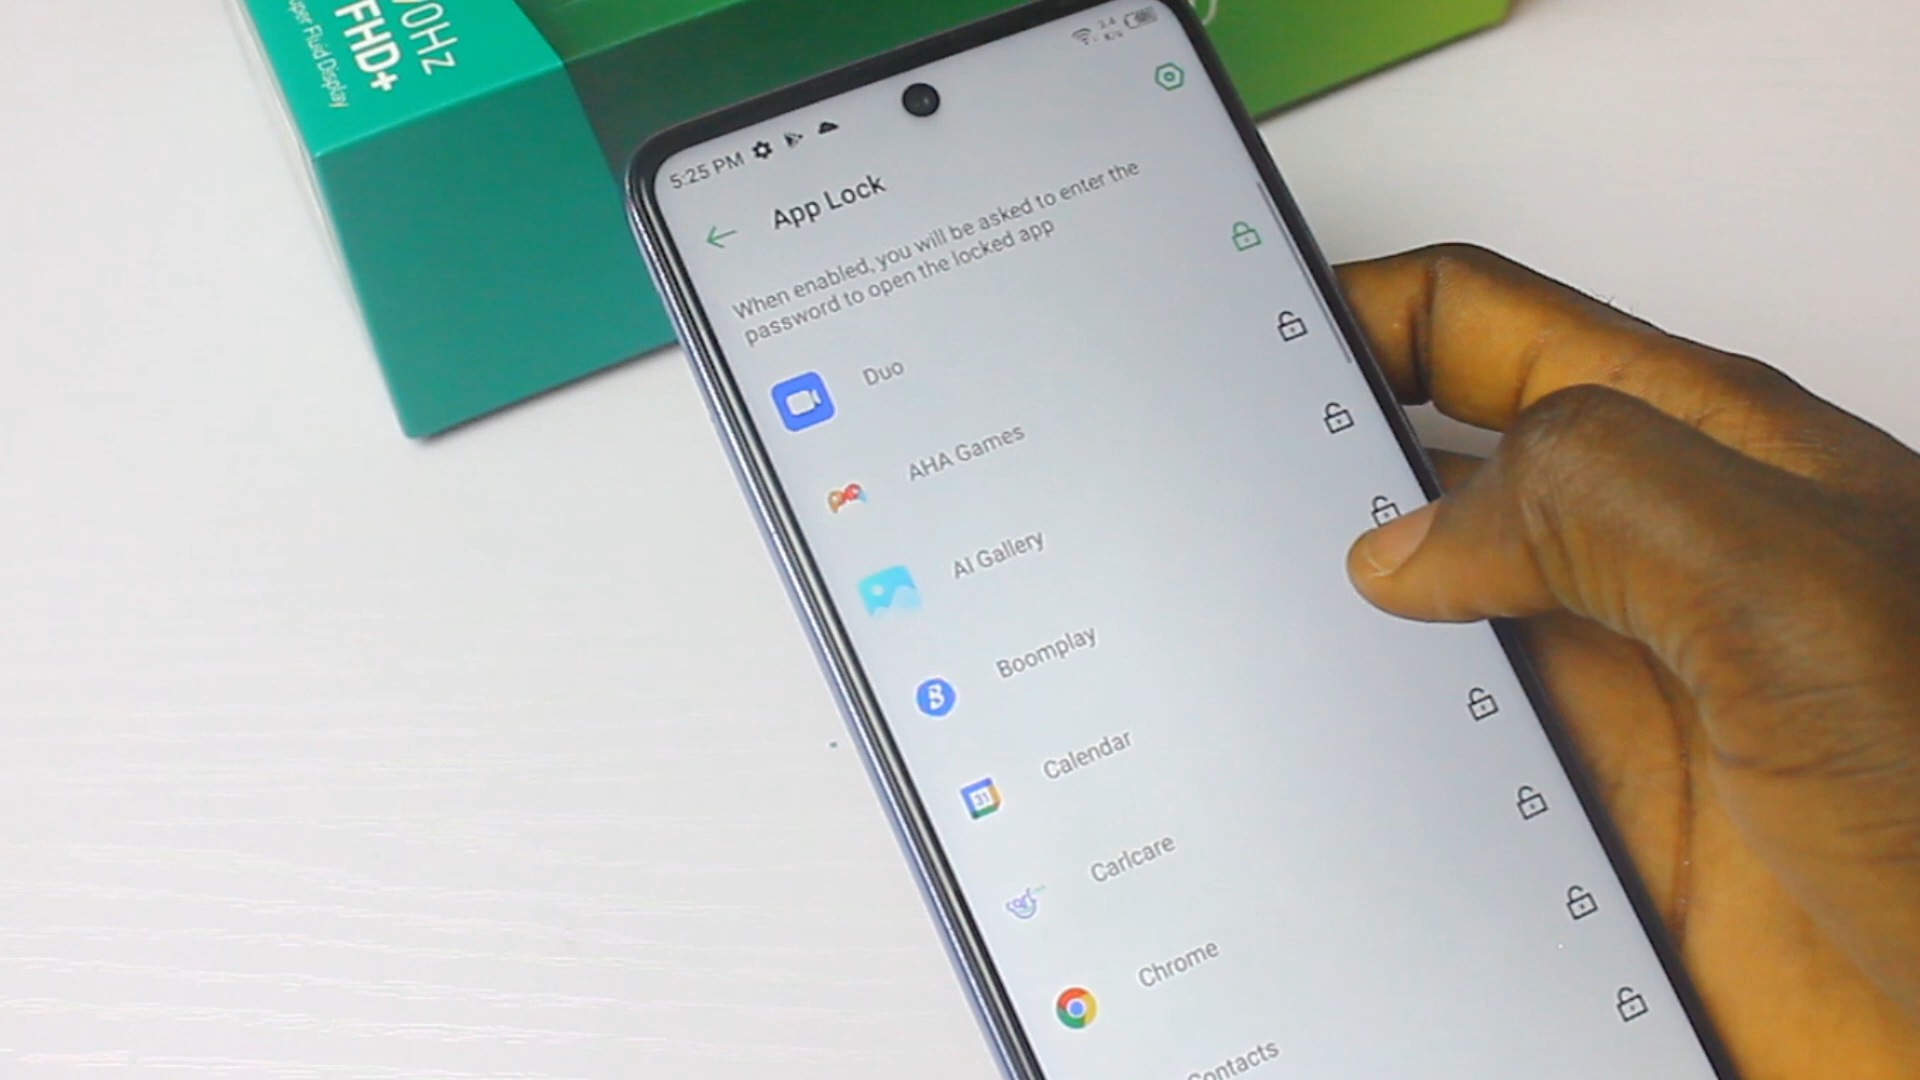 FHD+
Super Fluid Display
5:25 PM
App Lock
When enabled, you will be asked to enter the
password to open the locked app
Duo
AHA Games
AI Gallery
Boomplay
Calendar
31
Carlcare
Chrome
Contacts